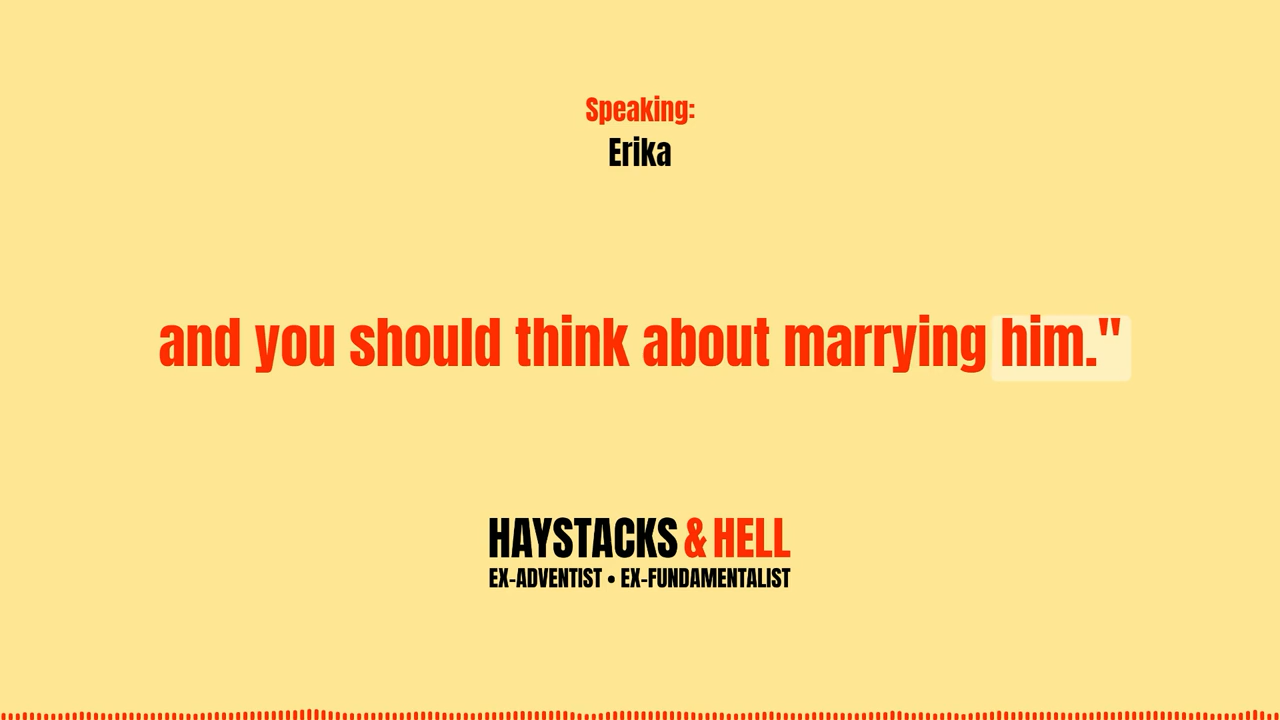 Speaking:
Erika
and you should think about marrying him."
HAYSTACKS & HELL
EX-ADVENTIST • EX-FUNDAMENTALIST